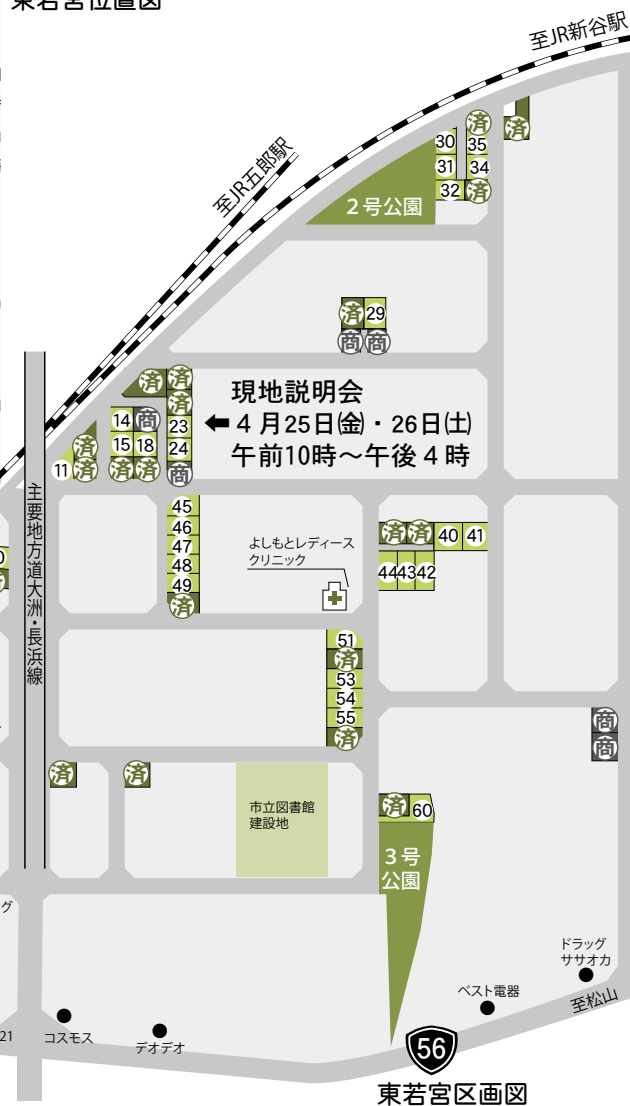 東若宮位置図
至JR新谷駅
至JR五郎駅
済
済
30
35
31
34
32
済
2号公園
済
29
商
商
済
済
済
14
商
23
済
15
18
24
11
済
済
済
商
現地説明会
4月25日㈮・26日㈯
午前10時〜午後4時
主要地方道大洲・長浜線
45
46
47
48
49
済
よしもとレディース
クリニック
済
済
40
41
44
43
42
51
済
53
54
55
済
商
商
済
済
市立図書館
建設地
済
60
3号
公園
グ
21
コスモス
デオデオ
ベスト電器
ドラッグ
ササオカ
至松山
56
東若宮区画図